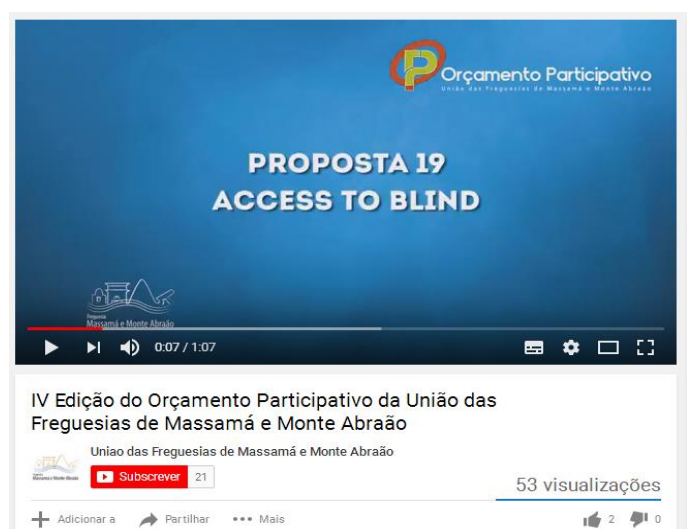 Orçamento Participativo
União das Freguesias de Massamá e Monte Abraão
PROPOSTA 19
ACCESS TO BLIND
Freguesia
Massamá e Monte Abraão
0:07 / 1:07
IV Edição do Orçamento Participativo da União das
Freguesias de Massamá e Monte Abraão
Uniao das Freguesias de Massamá e Monte Abraão
Subscrever 21
53 visualizações
Adicionar a Partilhar Mais
2 0